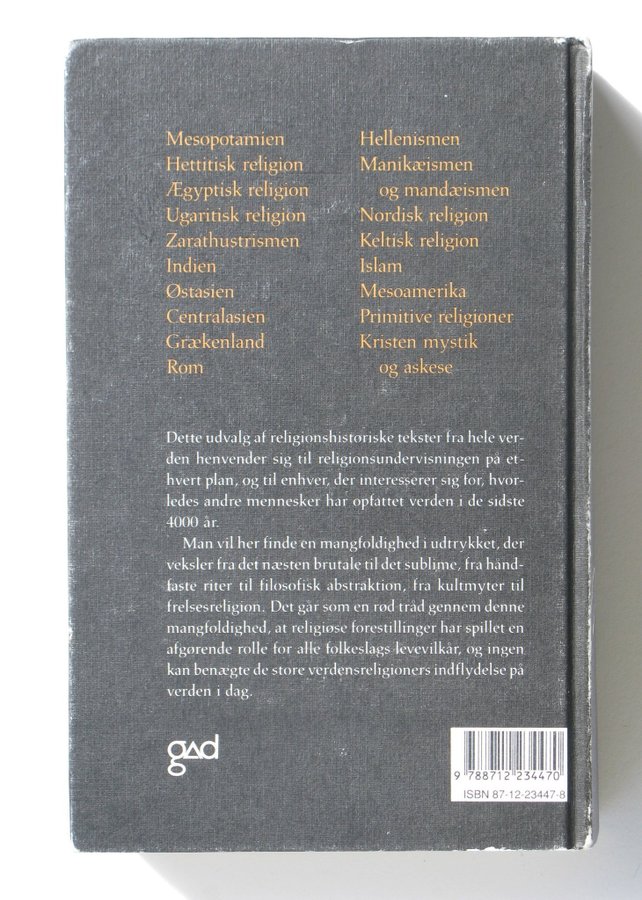 Mesopotamien
Hettitisk religion
Ægyptisk religion
Ugaritisk religion
Zarathustrismen
Indien
Østasien
Centralasien
Grækenland
Rom
Hellenismen
Manikæismen
og mandæismen
Nordisk religion
Keltisk religion
Islam
Mesoamerika
Primitive religioner
Kristen mystik
og askese
Dette udvalg af religionshistoriske tekster fra hele ver-
den henvender sig til religionsundervisningen på et-
hvert plan, og til enhver, der interesserer sig for, hvor-
ledes andre mennesker har opfattet verden i de sidste
4000 år.
Man vil her finde en mangfoldighed i udtrykket, der
veksler fra det næsten brutale til det sublime, fra hånd-
faste riter til filosofisk abstraktion, fra kultmyter til
frelsesreligion. Det går som en rød tråd gennem denne
mangfoldighed, at religiøse forestillinger har spillet en
afgørende rolle for alle folkeslags levevilkår, og ingen
kan benægte de store verdensreligioners indflydelse på
verden i dag.
gad
9 788712 234470
ISBN 87-12-23447-8